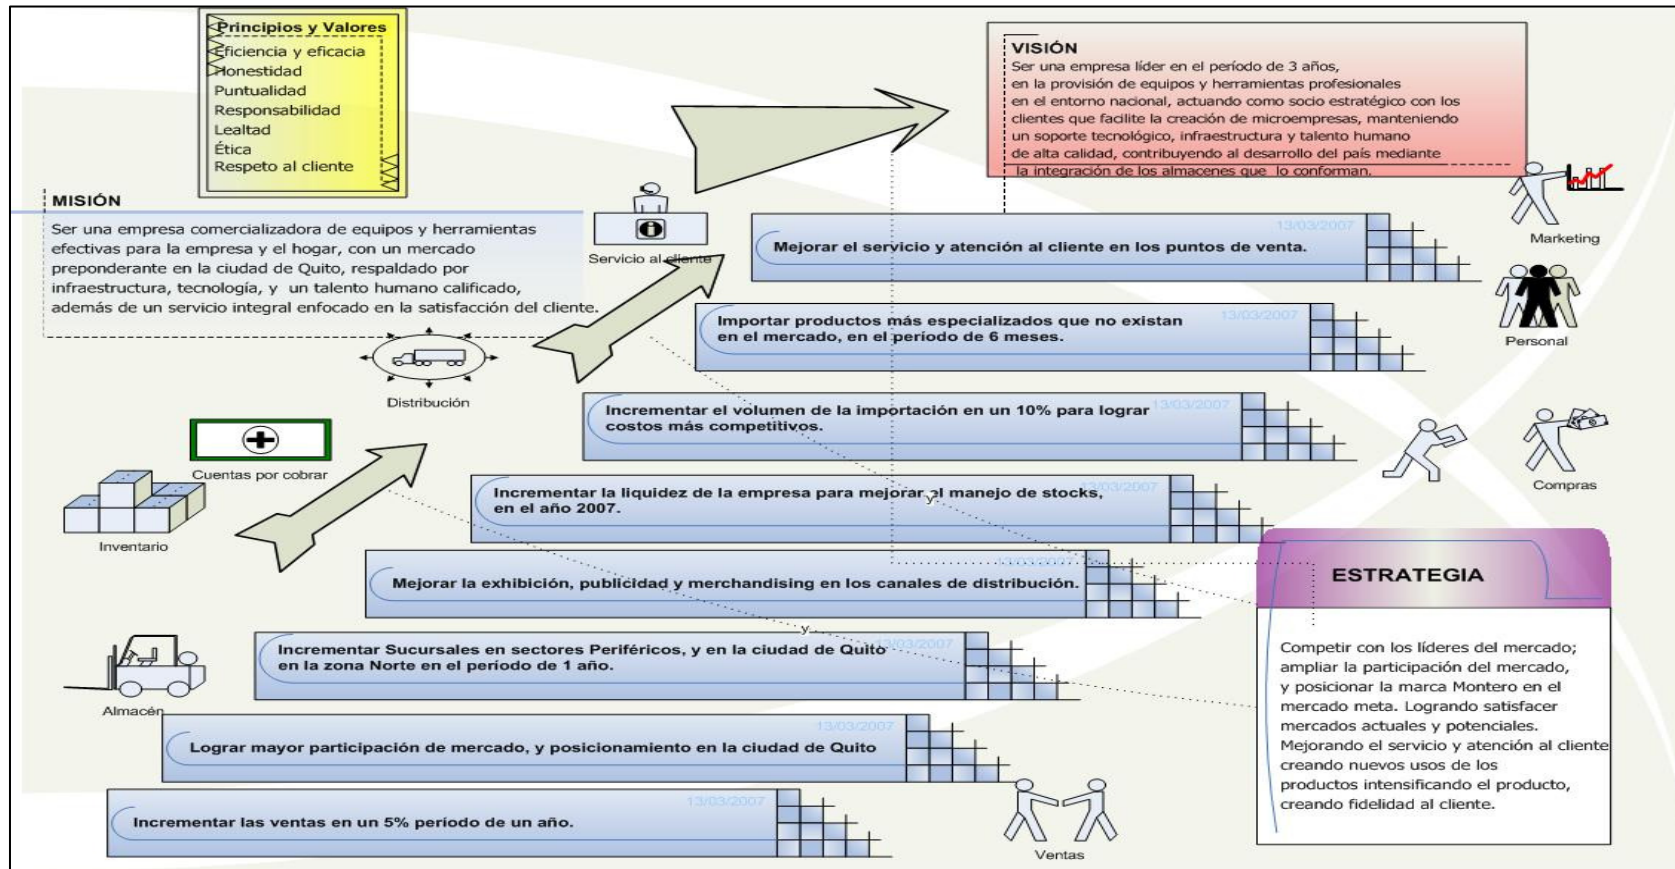 Principios y Valores
Eficiencia y eficacia
Honestidad
Puntualidad
Responsabilidad
Lealtad
Ética
Respeto al cliente
VISIÓN
Ser una empresa líder en el período de 3 años,
en la provisión de equipos y herramientas profesionales
en el entorno nacional, actuando como socio estratégico con los
clientes que facilite la creación de microempresas, manteniendo
un soporte tecnológico, infraestructura y talento humano
de alta calidad, contribuyendo al desarrollo del país mediante
la integración de los almacenes que lo conforman.
MISIÓN
Ser una empresa comercializadora de equipos y herramientas
efectivas para la empresa y el hogar, con un mercado
preponderante en la ciudad de Quito, respaldado por
infraestructura, tecnología, y un talento humano calificado,
además de un servicio integral enfocado en la satisfacción del cliente.
Servicio al cliente
Marketing
13/03/2007
Mejorar el servicio y atención al cliente en los puntos de venta.
Personal
13/03/2007
Importar productos más especializados que no existan
en el mercado, en el período de 6 meses.
Distribución
13/03/2007
Incrementar el volumen de la importación en un 10% para lograr
costos más competitivos.
Cuentas por cobrar
Compras
13/03/2007
Incrementar la liquidez de la empresa para mejorar el manejo de stocks,
en el año 2007.
y
Inventario
13/03/2007
Mejorar la exhibición, publicidad y merchandising en los canales de distribución.
y
13/03/2007
Incrementar Sucursales en sectores Periféricos, y en la ciudad de Quito
en la zona Norte en el período de 1 año.
Almacén
13/03/2007
Lograr mayor participación de mercado, y posicionamiento en la ciudad de Quito
13/03/2007
Incrementar las ventas en un 5% período de un año.
Ventas
ESTRATEGIA
Competir con los líderes del mercado;
ampliar la participación del mercado,
y posicionar la marca Montero en el
mercado meta. Logrando satisfacer
mercados actuales y potenciales.
Mejorando el servicio y atención al cliente
creando nuevos usos de los
productos intensificando el producto,
creando fidelidad al cliente.